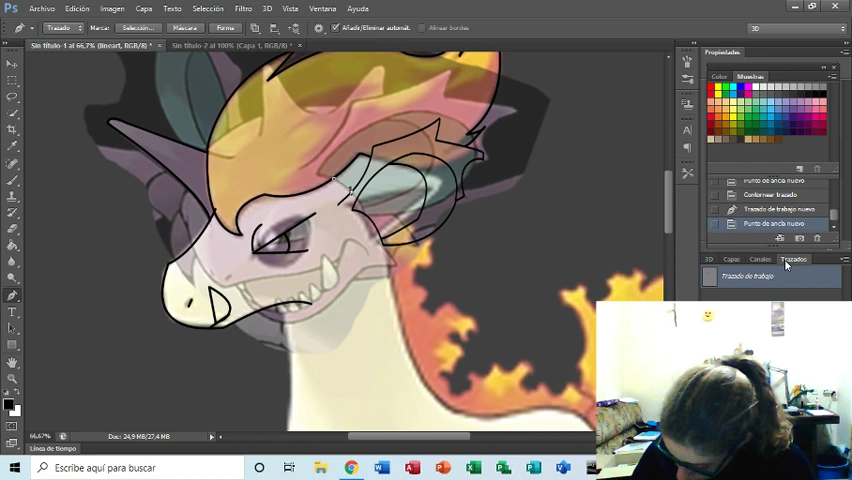 Ps Archivo Edición Imagen Capa Texto Selección Filtro 3D Vista Ventana Ayuda
Trazado Marca: Selección... Máscara Forma Añadir/Eliminar automát. Alinear bordes 3D
Sin título-1 al 66,7% (lineart, RGB/8) * × Sin título-2 al 100% (Capa 1, RGB/8) * ×
Propiedades
Color Muestras
Punto de ancla nuevo
Contornear trazado
Trazado de trabajo nuevo
Punto de ancla nuevo
3D Capas Canales Trazados
Trazado de trabajo
66,67% Doc: 24,9 MB/27,4 MB
Línea de tiempo
Escribe aquí para buscar